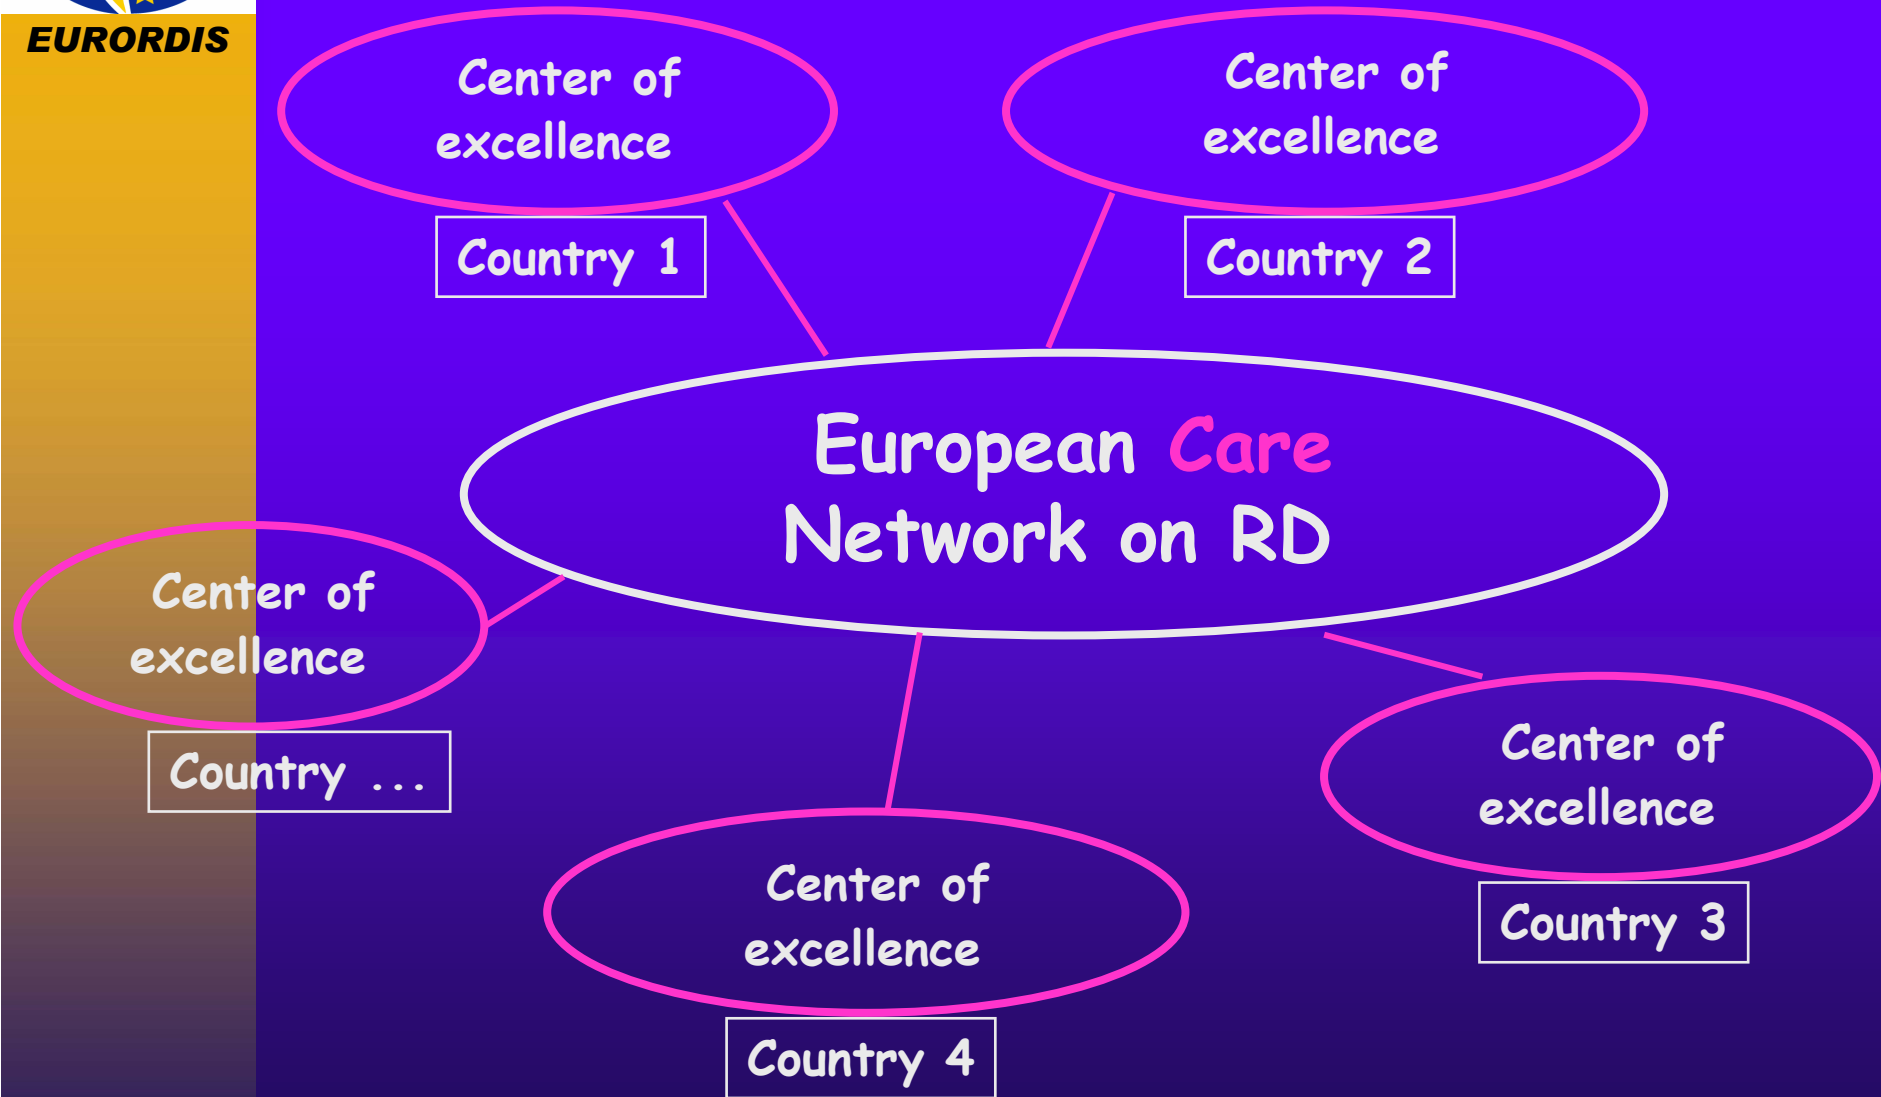 EURORDIS
Center of
excellence
Country 1
Center of
excellence
Country 2
European Care
Network on RD
Center of
excellence
Country ...
Center of
excellence
Country 3
Center of
excellence
Country 4